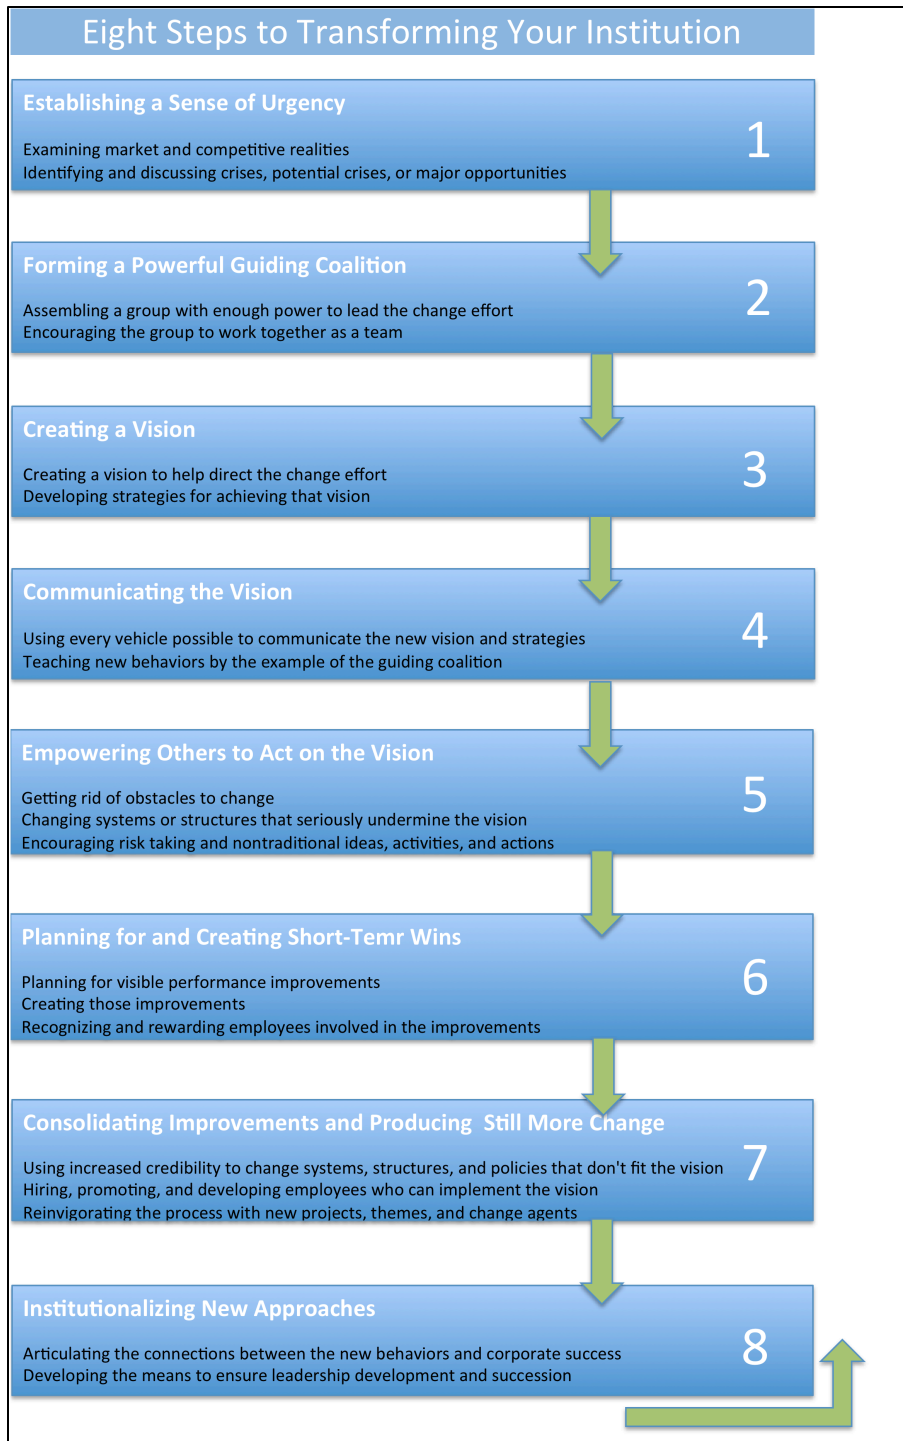 Eight Steps to Transforming Your Institution
Establishing a Sense of Urgency
1
Examining market and competitive realities
Identifying and discussing crises, potential crises, or major opportunities
Forming a Powerful Guiding Coalition
2
Assembling a group with enough power to lead the change effort
Encouraging the group to work together as a team
Creating a Vision
3
Creating a vision to help direct the change effort
Developing strategies for achieving that vision
Communicating the Vision
4
Using every vehicle possible to communicate the new vision and strategies
Teaching new behaviors by the example of the guiding coalition
Empowering Others to Act on the Vision
5
Getting rid of obstacles to change
Changing systems or structures that seriously undermine the vision
Encouraging risk taking and nontraditional ideas, activities, and actions
Planning for and Creating Short-Temr Wins
6
Planning for visible performance improvements
Creating those improvements
Recognizing and rewarding employees involved in the improvements
Consolidating Improvements and Producing  Still More Change
7
Using increased credibility to change systems, structures, and policies that don't fit the vision
Hiring, promoting, and developing employees who can implement the vision
Reinvigorating the process with new projects, themes, and change agents
Institutionalizing New Approaches
8
Articulating the connections between the new behaviors and corporate success
Developing the means to ensure leadership development and succession